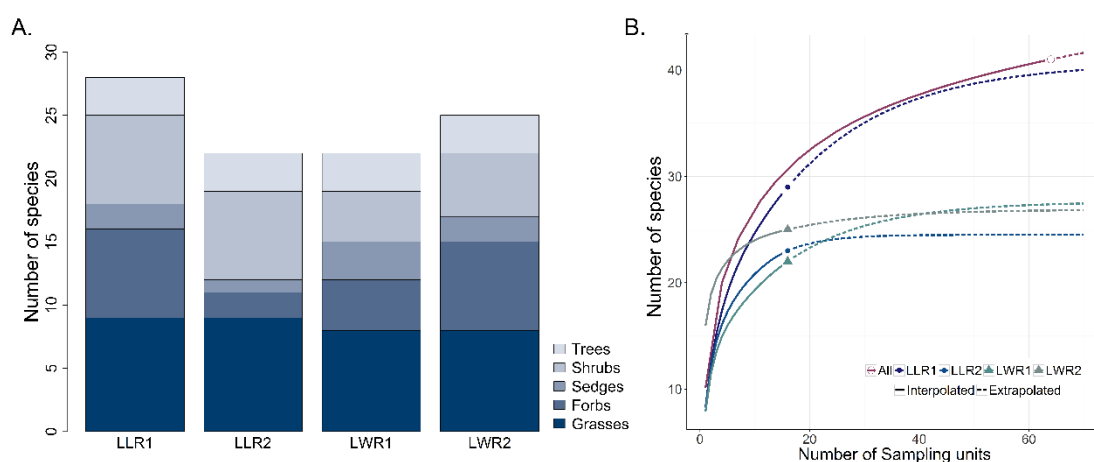 A.
Number of species
30
25
20
15
10
5
0
LLR1 LLR2 LWR1 LWR2
Trees
Shrubs
Sedges
Forbs
Grasses
B.
Number of species
40
30
20
10
0 20 40 60
Number of Sampling units
All LLR1 LLR2 LWR1 LWR2
Interpolated Extrapolated